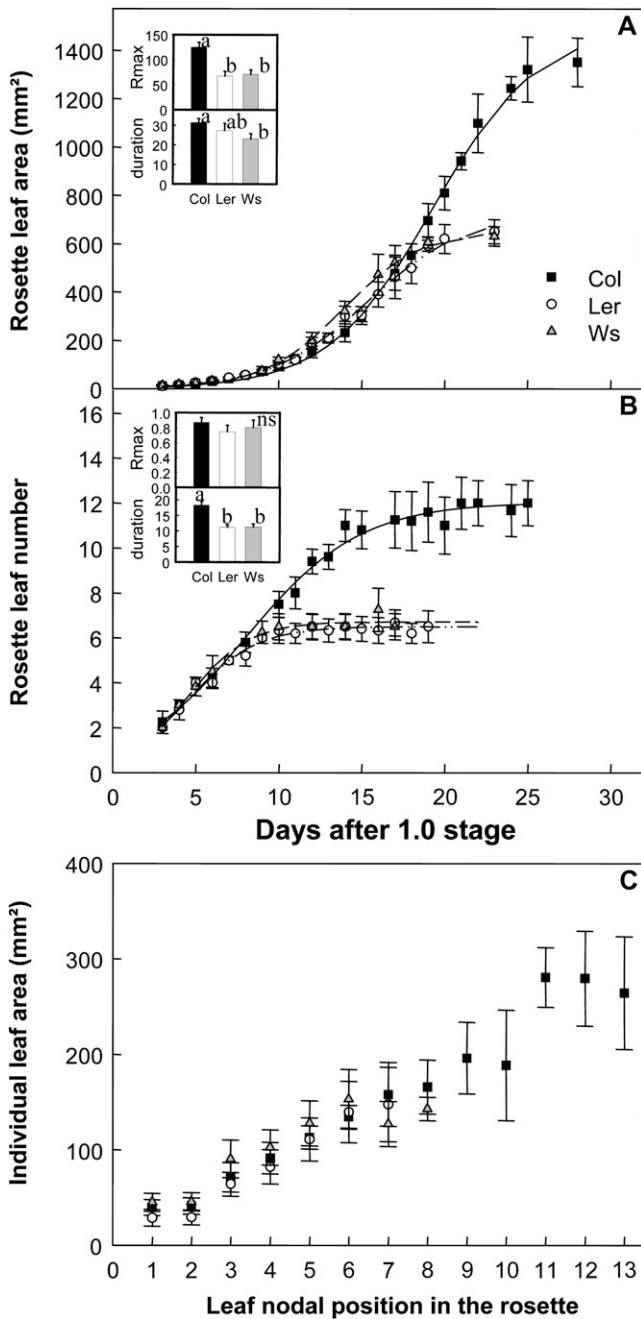 A
Rosette leaf area (mm²)
1400
1200
1000
800
600
400
200
0
Rmax
150
100
50
0
a
b
b
duration
30
20
10
0
a
ab
b
Col Ler Ws
Col
Ler
Ws
B
Rosette leaf number
16
14
12
10
8
6
4
2
0
Rmax
1.0
0.8
0.6
0.4
0.2
0.0
ns
duration
20
15
10
5
0
a
b
b
Col Ler Ws
0 5 10 15 20 25 30
Days after 1.0 stage
C
Individual leaf area (mm²)
400
300
200
100
0
1 2 3 4 5 6 7 8 9 10 11 12 13
Leaf nodal position in the rosette